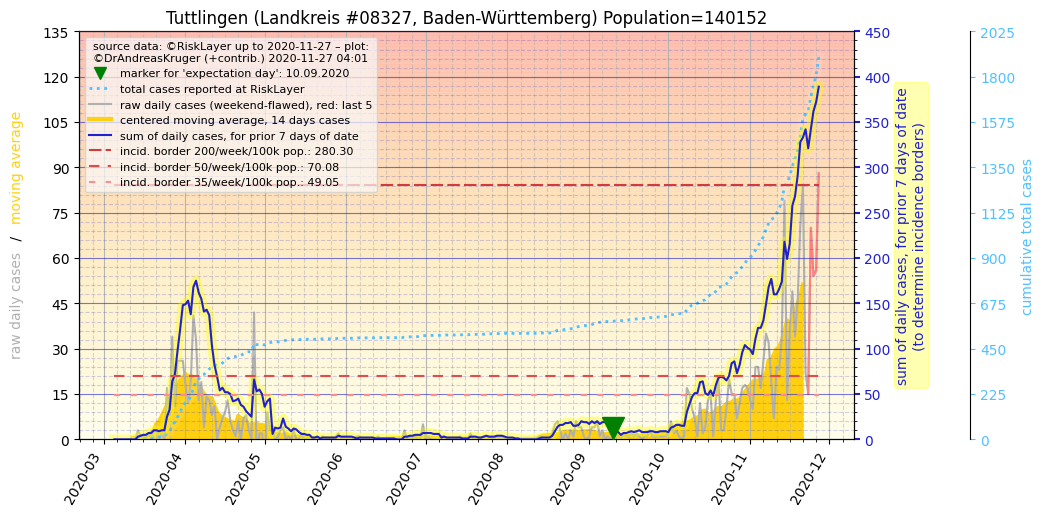 Tuttlingen (Landkreis #08327, Baden-Württemberg) Population=140152
source data: ©RiskLayer up to 2020-11-27 – plot:
©DrAndreasKruger (+contrib.) 2020-11-27 04:01
marker for 'expectation day': 10.09.2020
total cases reported at RiskLayer
raw daily cases (weekend-flawed), red: last 5
centered moving average, 14 days cases
sum of daily cases, for prior 7 days of date
incid. border 200/week/100k pop.: 280.30
incid. border 50/week/100k pop.: 70.08
incid. border 35/week/100k pop.: 49.05
raw daily cases / moving average
135
120
105
90
75
60
45
30
15
0
2020-03
2020-04
2020-05
2020-06
2020-07
2020-08
2020-09
2020-10
2020-11
2020-12
450
400
350
300
250
200
150
100
50
0
sum of daily cases, for prior 7 days of date
(to determine incidence borders)
2025
1800
1575
1350
1125
900
675
450
225
0
cumulative total cases